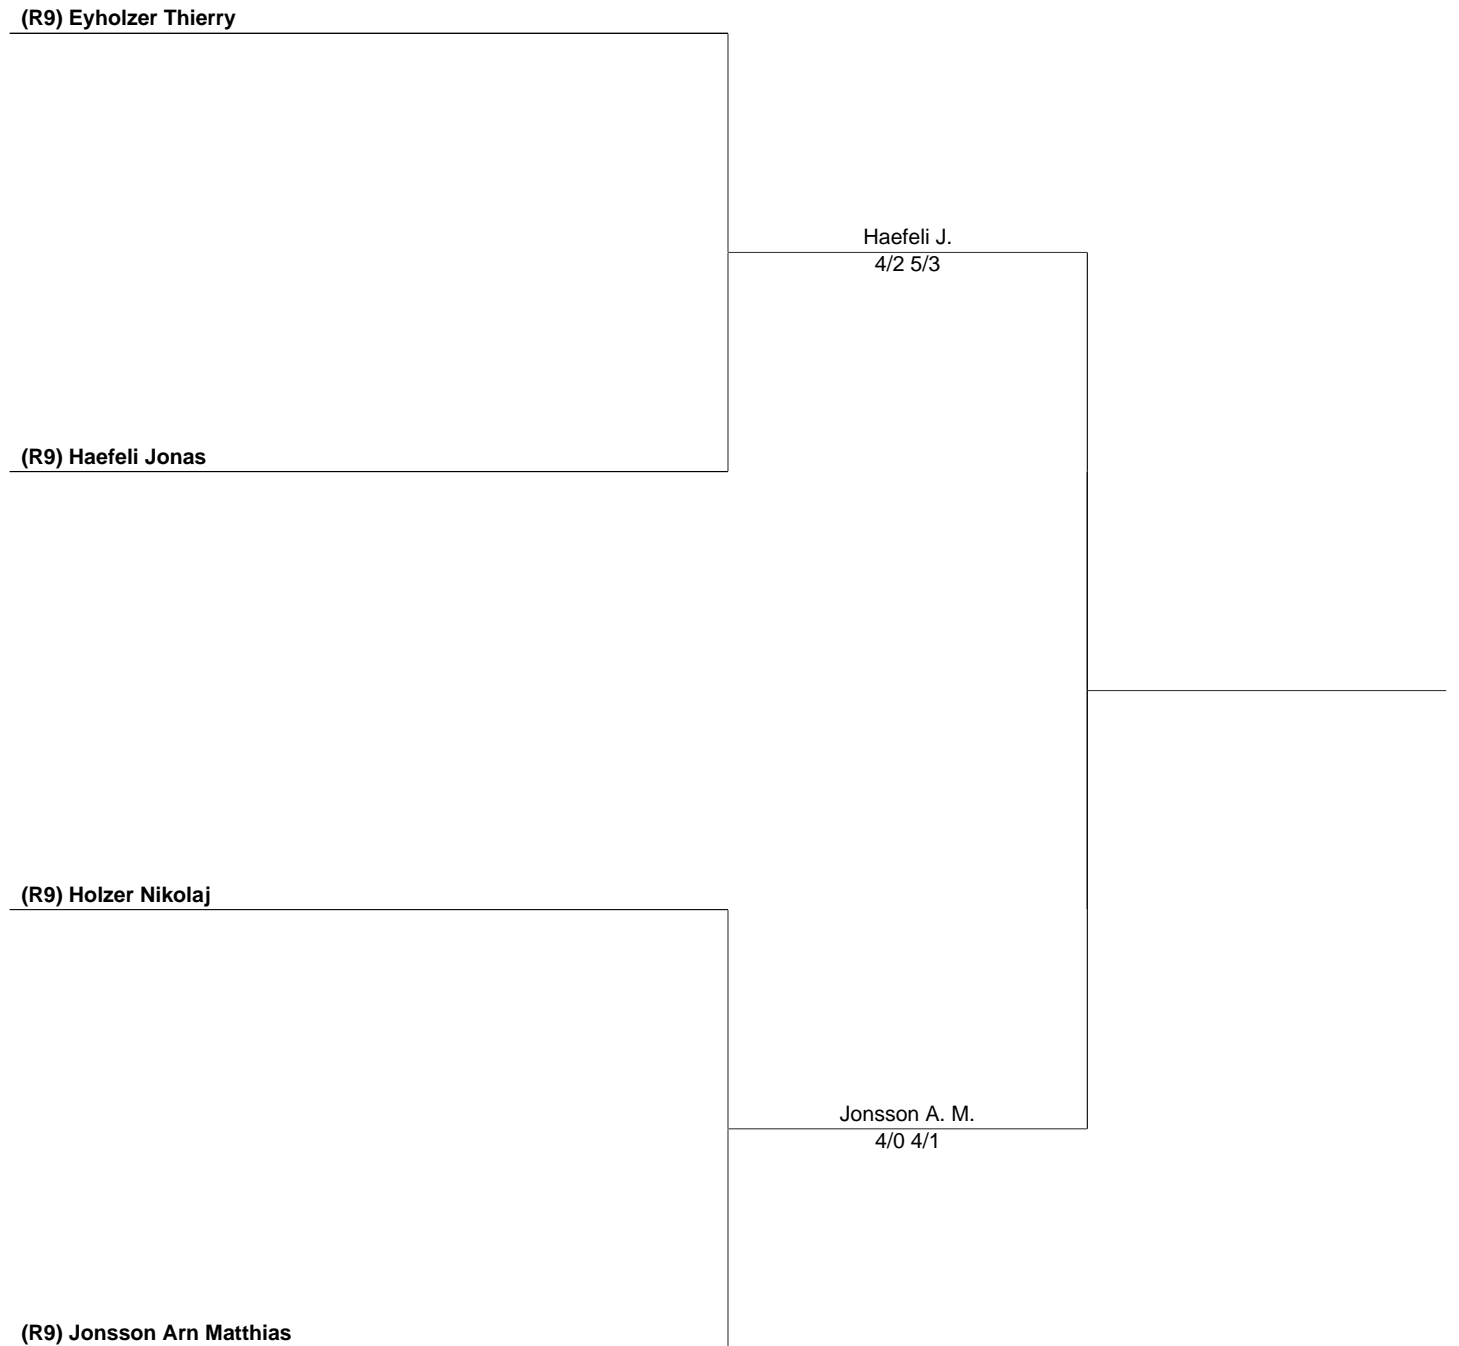 (R9) Eyholzer Thierry
Haefeli J.
4/2 5/3
(R9) Haefeli Jonas
(R9) Holzer Nikolaj
Jonsson A. M.
4/0 4/1
(R9) Jonsson Arn Matthias